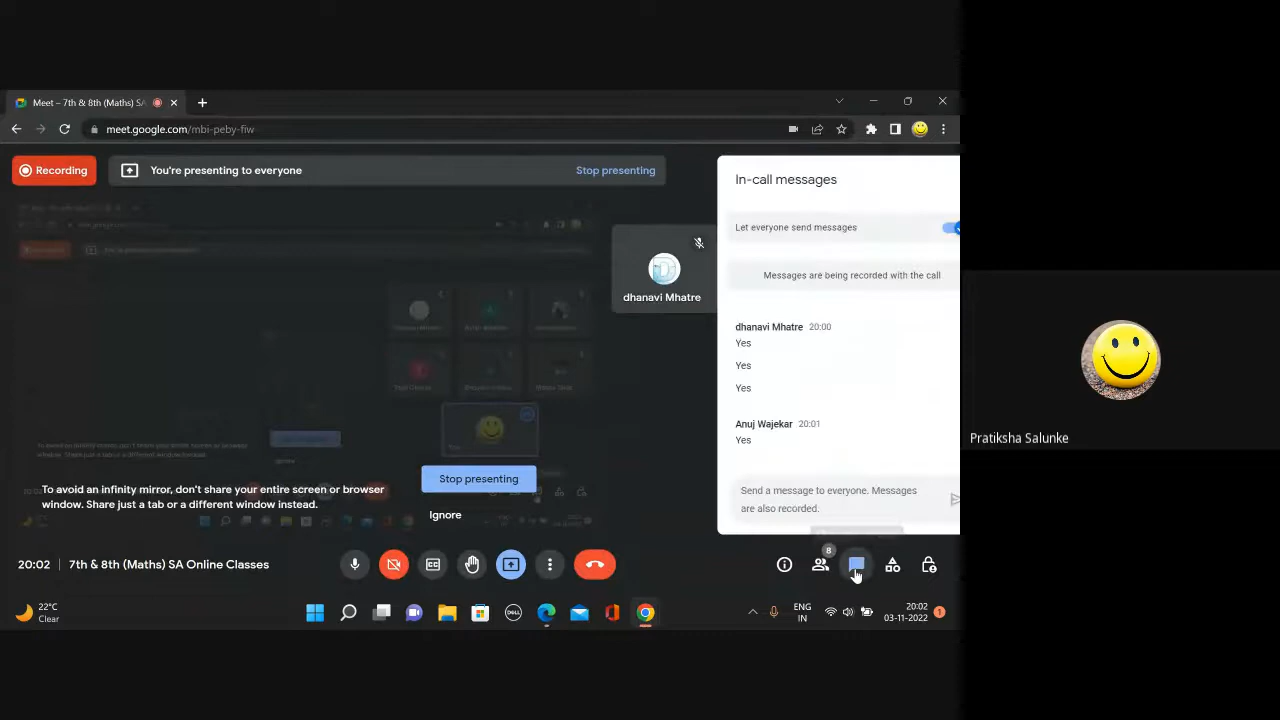 Meet – 7th & 8th (Maths) SA
meet.google.com/mbi-peby-fiw
Recording
You're presenting to everyone
Stop presenting
In-call messages
Let everyone send messages
Messages are being recorded with the call
dhanavi Mhatre
dhanavi Mhatre 20:00
Yes
Yes
Yes
Anuj Wajekar 20:01
Yes
Send a message to everyone. Messages
are also recorded.
Stop presenting
To avoid an infinity mirror, don't share your entire screen or browser
window. Share just a tab or a different window instead.
Ignore
20:02 7th & 8th (Maths) SA Online Classes
8
Pratiksha Salunke
22°C
Clear
DELL
ENG
IN
20:02
03-11-2022
1